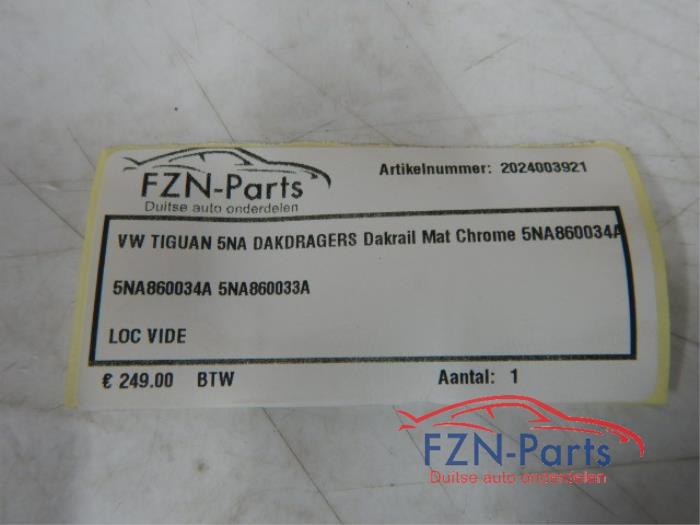 FZN-Parts
Duitse auto onderdelen
Artikelnummer: 2024003921
VW TIGUAN 5NA DAKDRAGERS Dakrail Mat Chrome 5NA860034A
5NA860034A 5NA860033A
LOC VIDE
€ 249.00 BTW Aantal: 1
FZN-Parts
Duitse auto onderdelen